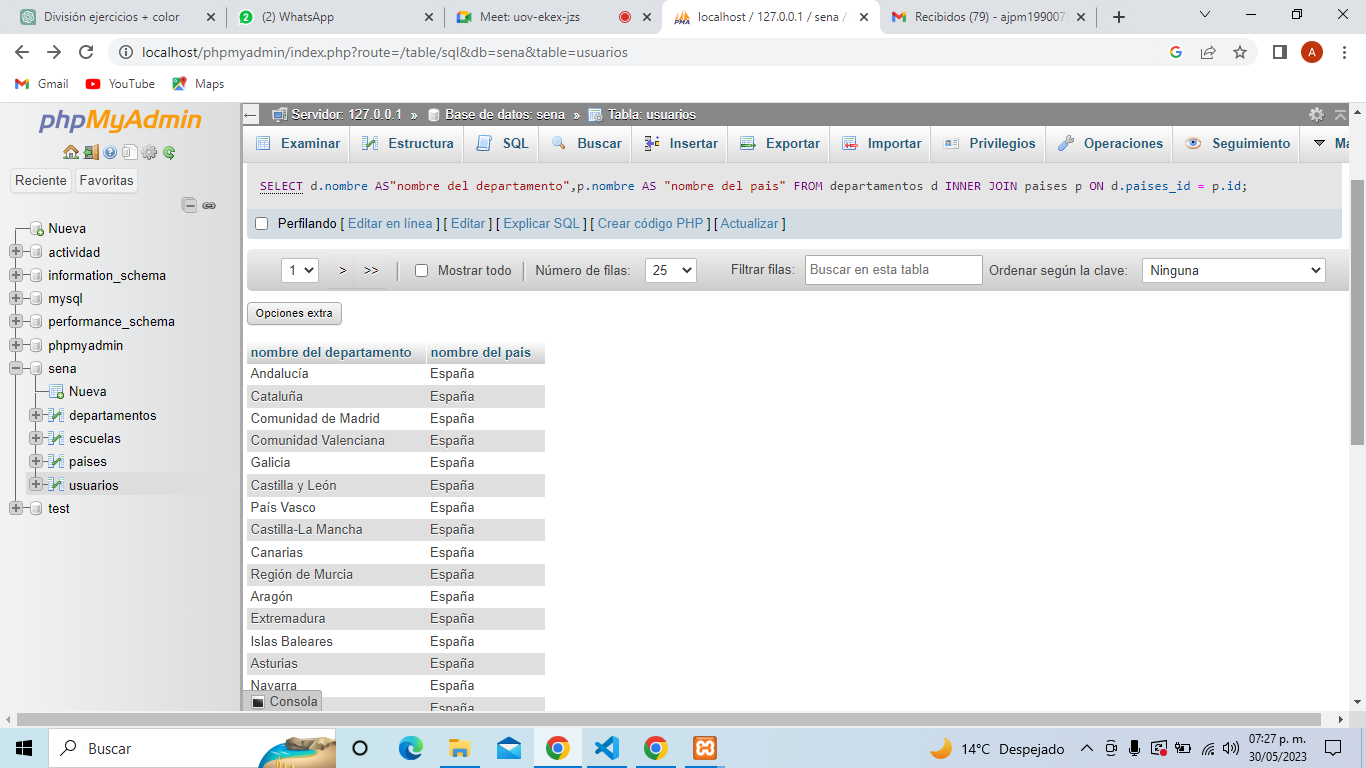 División ejercicios + color
(2) WhatsApp
Meet: uov-ekex-jzs
localhost / 127.0.0.1 / sena /
Recibidos (79) - ajpm199007
localhost/phpmyadmin/index.php?route=/table/sql&db=sena&table=usuarios
A
Gmail
YouTube
Maps
phpMyAdmin
Reciente
Favoritas
Nueva
actividad
information_schema
mysql
performance_schema
phpmyadmin
sena
Nueva
departamentos
escuelas
paises
usuarios
test
Servidor: 127.0.0.1 » Base de datos: sena » Tabla: usuarios
Examinar
Estructura
SQL
Buscar
Insertar
Exportar
Importar
Privilegios
Operaciones
Seguimiento
SELECT d.nombre AS"nombre del departamento",p.nombre AS "nombre del pais" FROM departamentos d INNER JOIN paises p ON d.paises_id = p.id;
Perfilando [ Editar en línea ] [ Editar ] [ Explicar SQL ] [ Crear código PHP ] [ Actualizar ]
1 > >> Mostrar todo Número de filas: 25 Filtrar filas: Buscar en esta tabla Ordenar según la clave: Ninguna
Opciones extra
nombre del departamento nombre del pais
Andalucía España
Cataluña España
Comunidad de Madrid España
Comunidad Valenciana España
Galicia España
Castilla y León España
País Vasco España
Castilla-La Mancha España
Canarias España
Región de Murcia España
Aragón España
Extremadura España
Islas Baleares España
Asturias España
Navarra España
España
Consola
Buscar
14°C Despejado
07:27 p. m.
30/05/2023